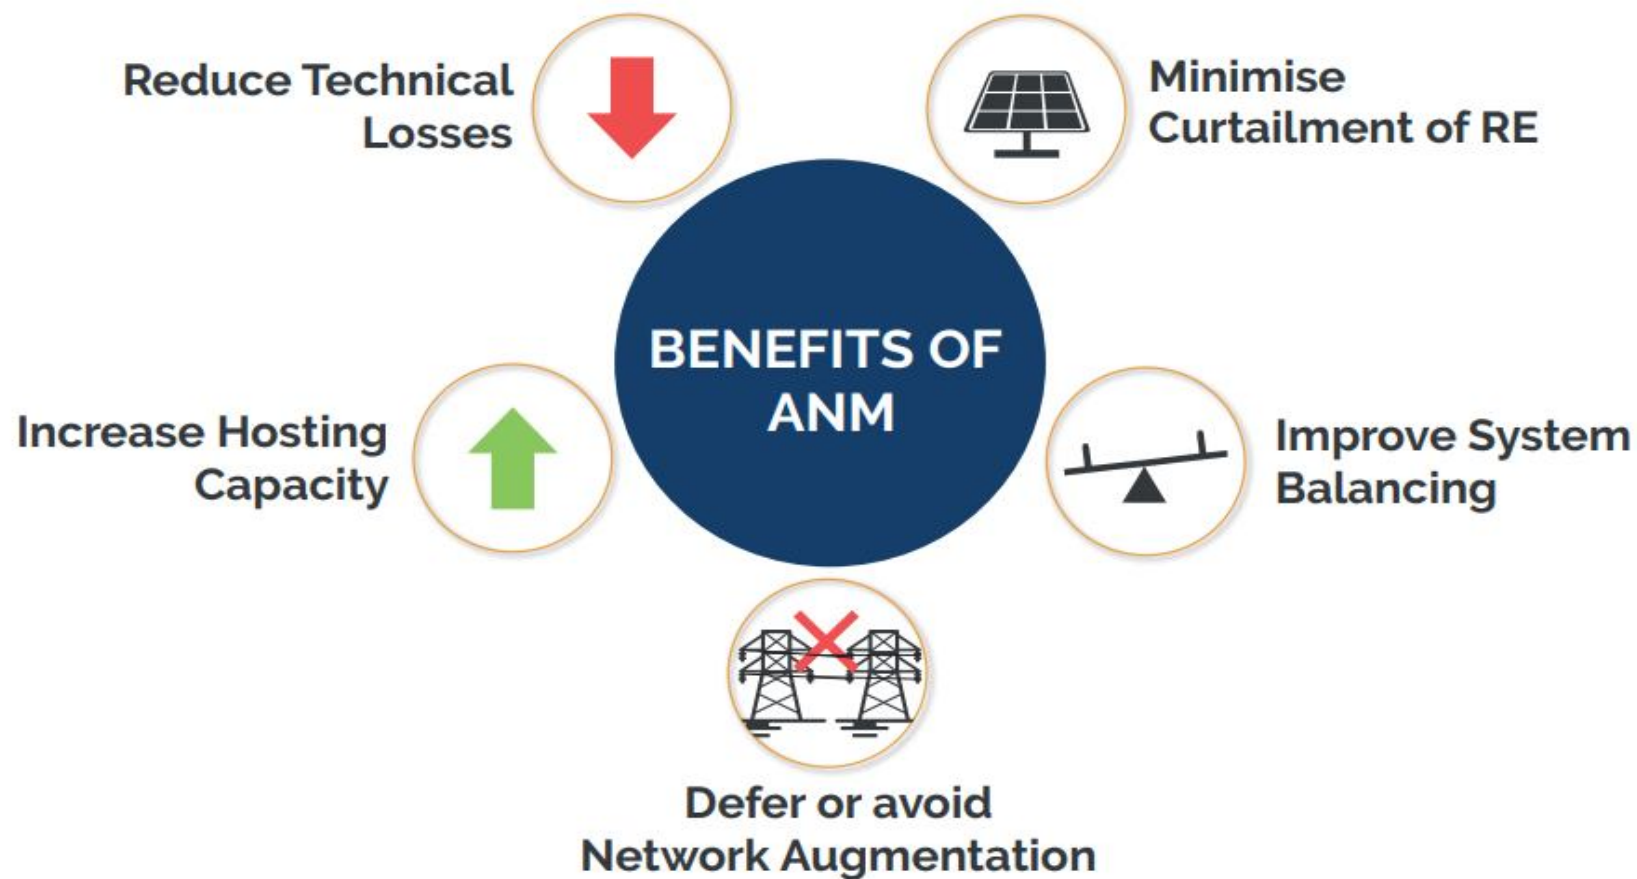 Reduce Technical
Losses
Minimise
Curtailment of RE
BENEFITS OF
ANM
Increase Hosting
Capacity
Improve System
Balancing
Defer or avoid
Network Augmentation